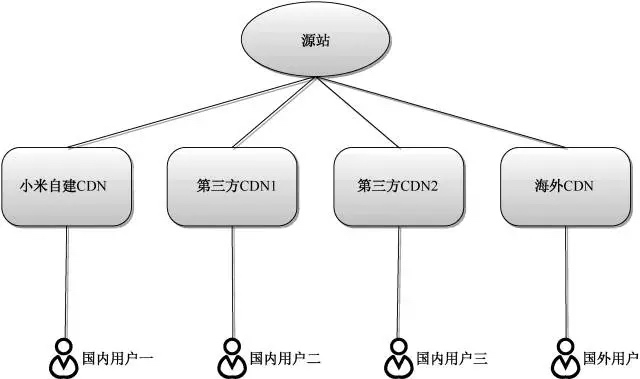 源站
小米自建CDN
第三方CDN1
第三方CDN2
海外CDN
国内用户一
国内用户二
国内用户三
国外用户